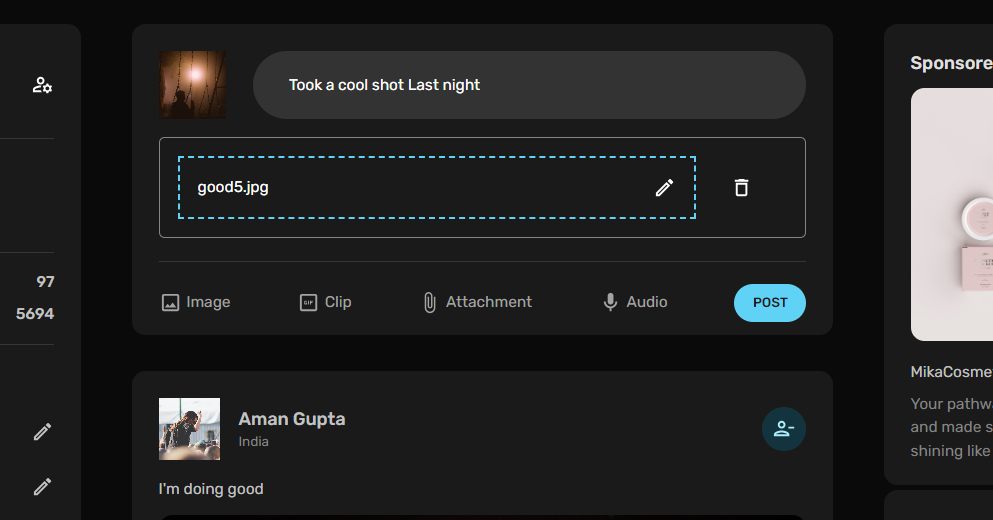 97
5694
Took a cool shot Last night
good5.jpg
Image
GIF
Clip
Attachment
Audio
POST
Aman Gupta
India
I'm doing good
Sponsore
MikaCosme
Your pathw
and made s
shining like